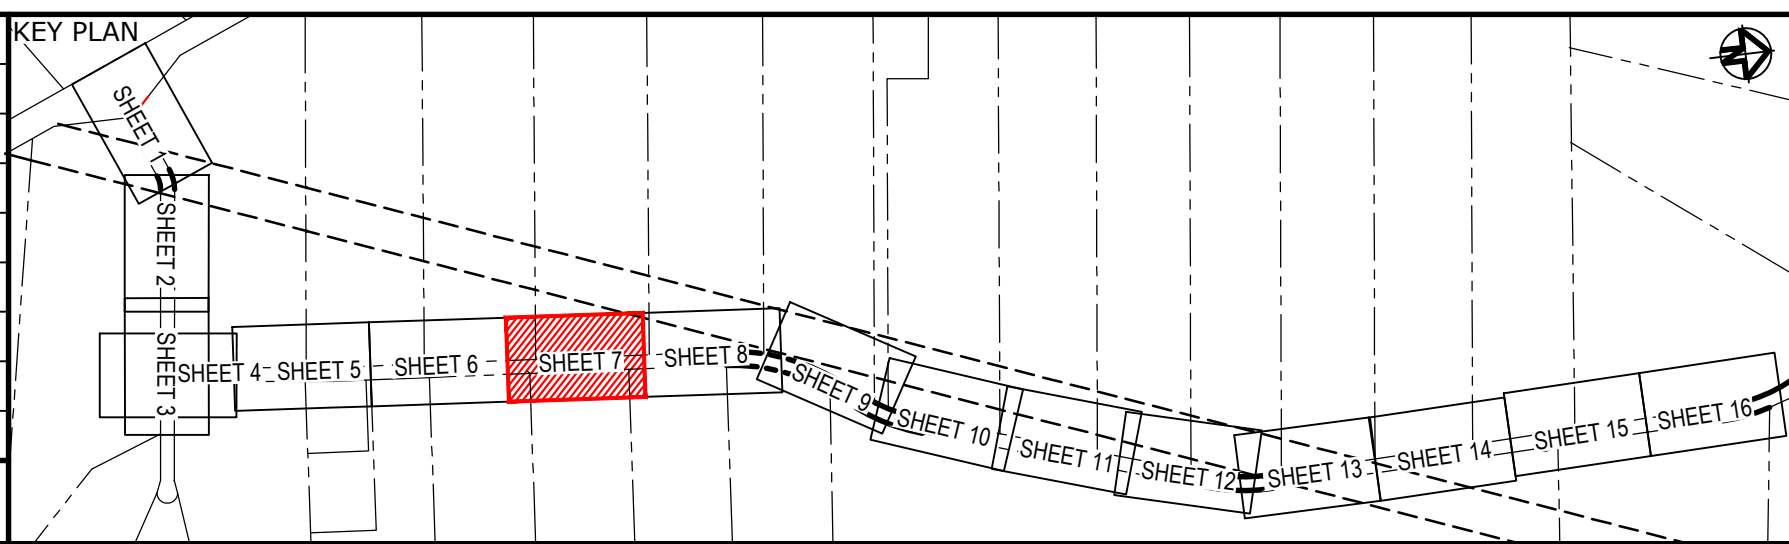 KEY PLAN
N
SHEET 1
SHEET 2
SHEET 3
SHEET 4
SHEET 5
SHEET 6
SHEET 7
SHEET 8
SHEET 9
SHEET 10
SHEET 11
SHEET 12
SHEET 13
SHEET 14
SHEET 15
SHEET 16